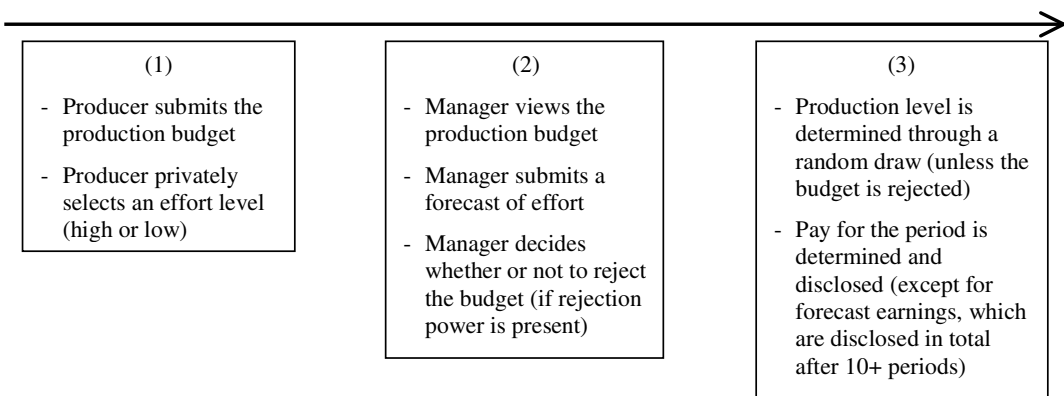 (1)
- Producer submits the
production budget
- Producer privately
selects an effort level
(high or low)
(2)
- Manager views the
production budget
- Manager submits a
forecast of effort
- Manager decides
whether or not to reject
the budget (if rejection
power is present)
(3)
- Production level is
determined through a
random draw (unless the
budget is rejected)
- Pay for the period is
determined and
disclosed (except for
forecast earnings, which
are disclosed in total
after 10+ periods)